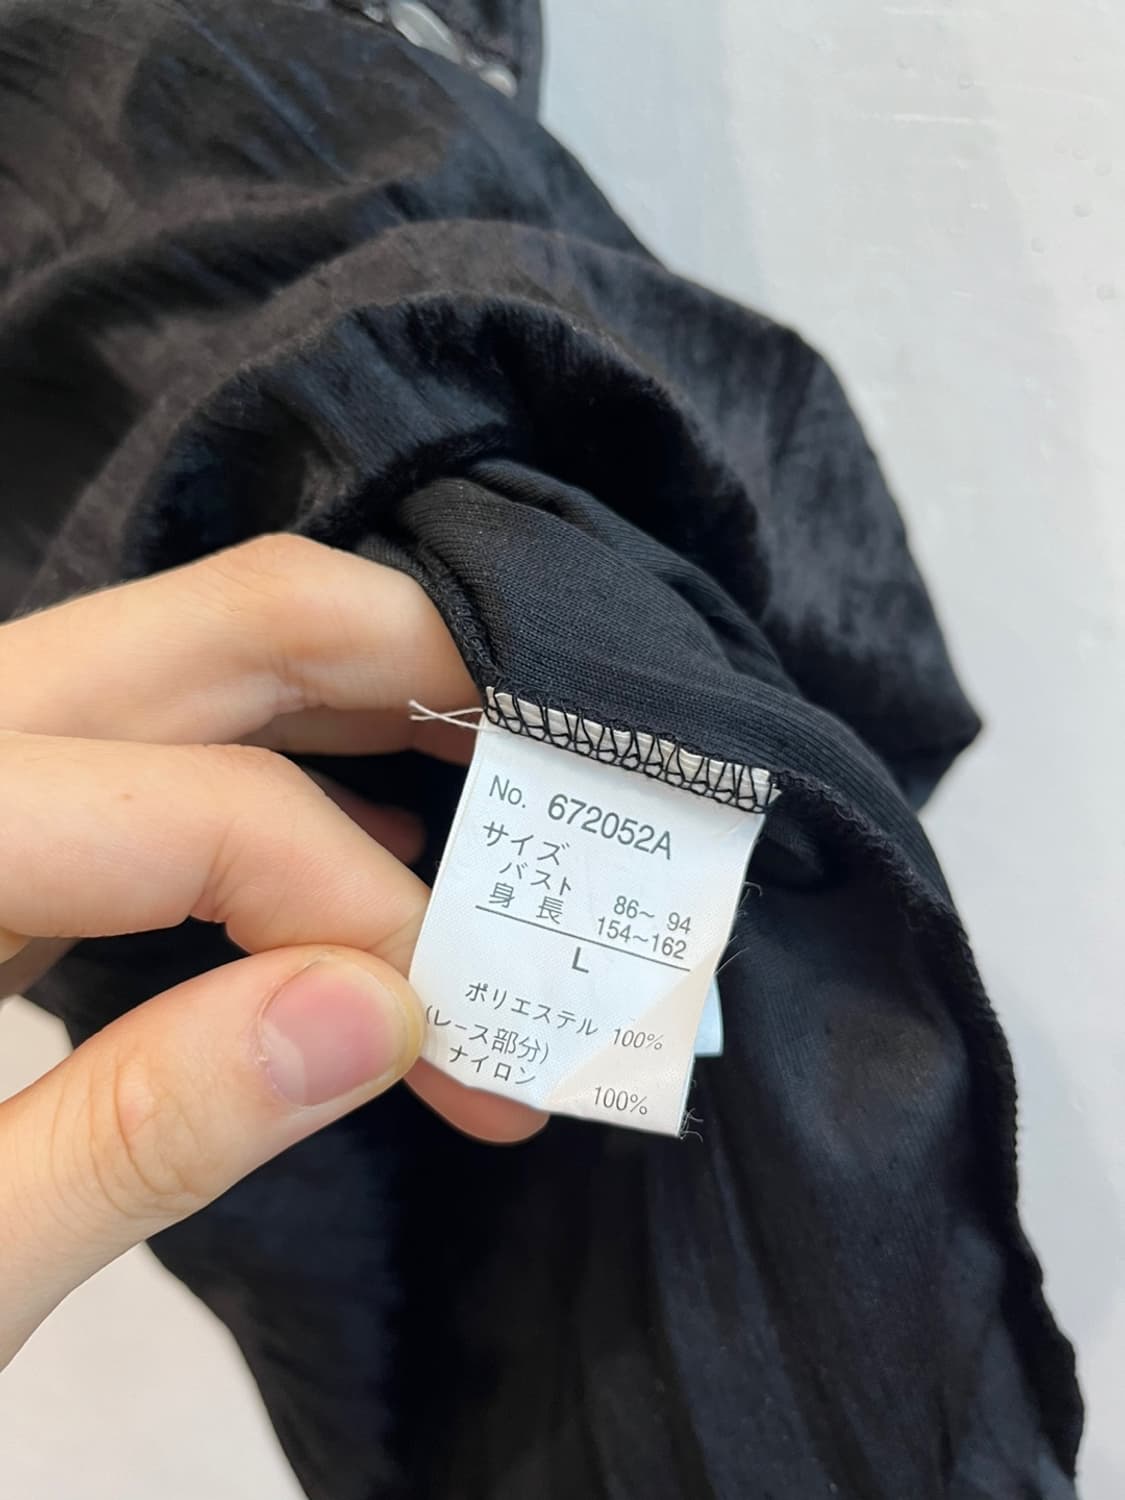 No. 672052A
サイズ
バスト 86~ 94
身 長 154~162
L
ポリエステル 100%
(レース部分)
ナイロン 100%